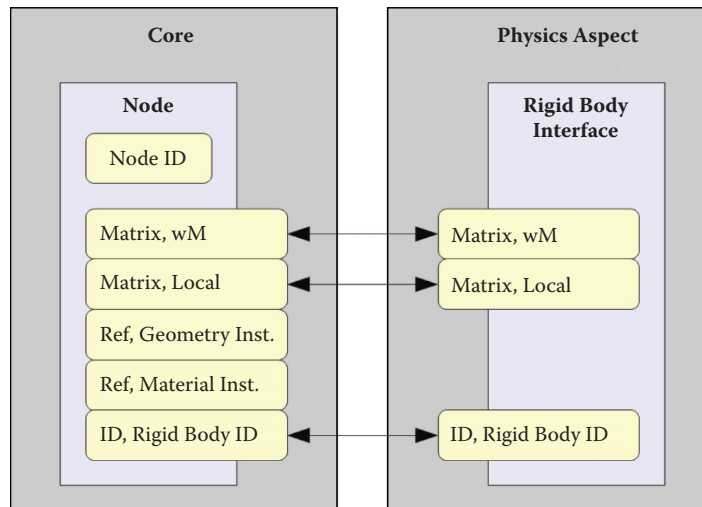 Core
Node
Node ID
Matrix, wM
Matrix, Local
Ref, Geometry Inst.
Ref, Material Inst.
ID, Rigid Body ID
Physics Aspect
Rigid Body
Interface
Matrix, wM
Matrix, Local
ID, Rigid Body ID